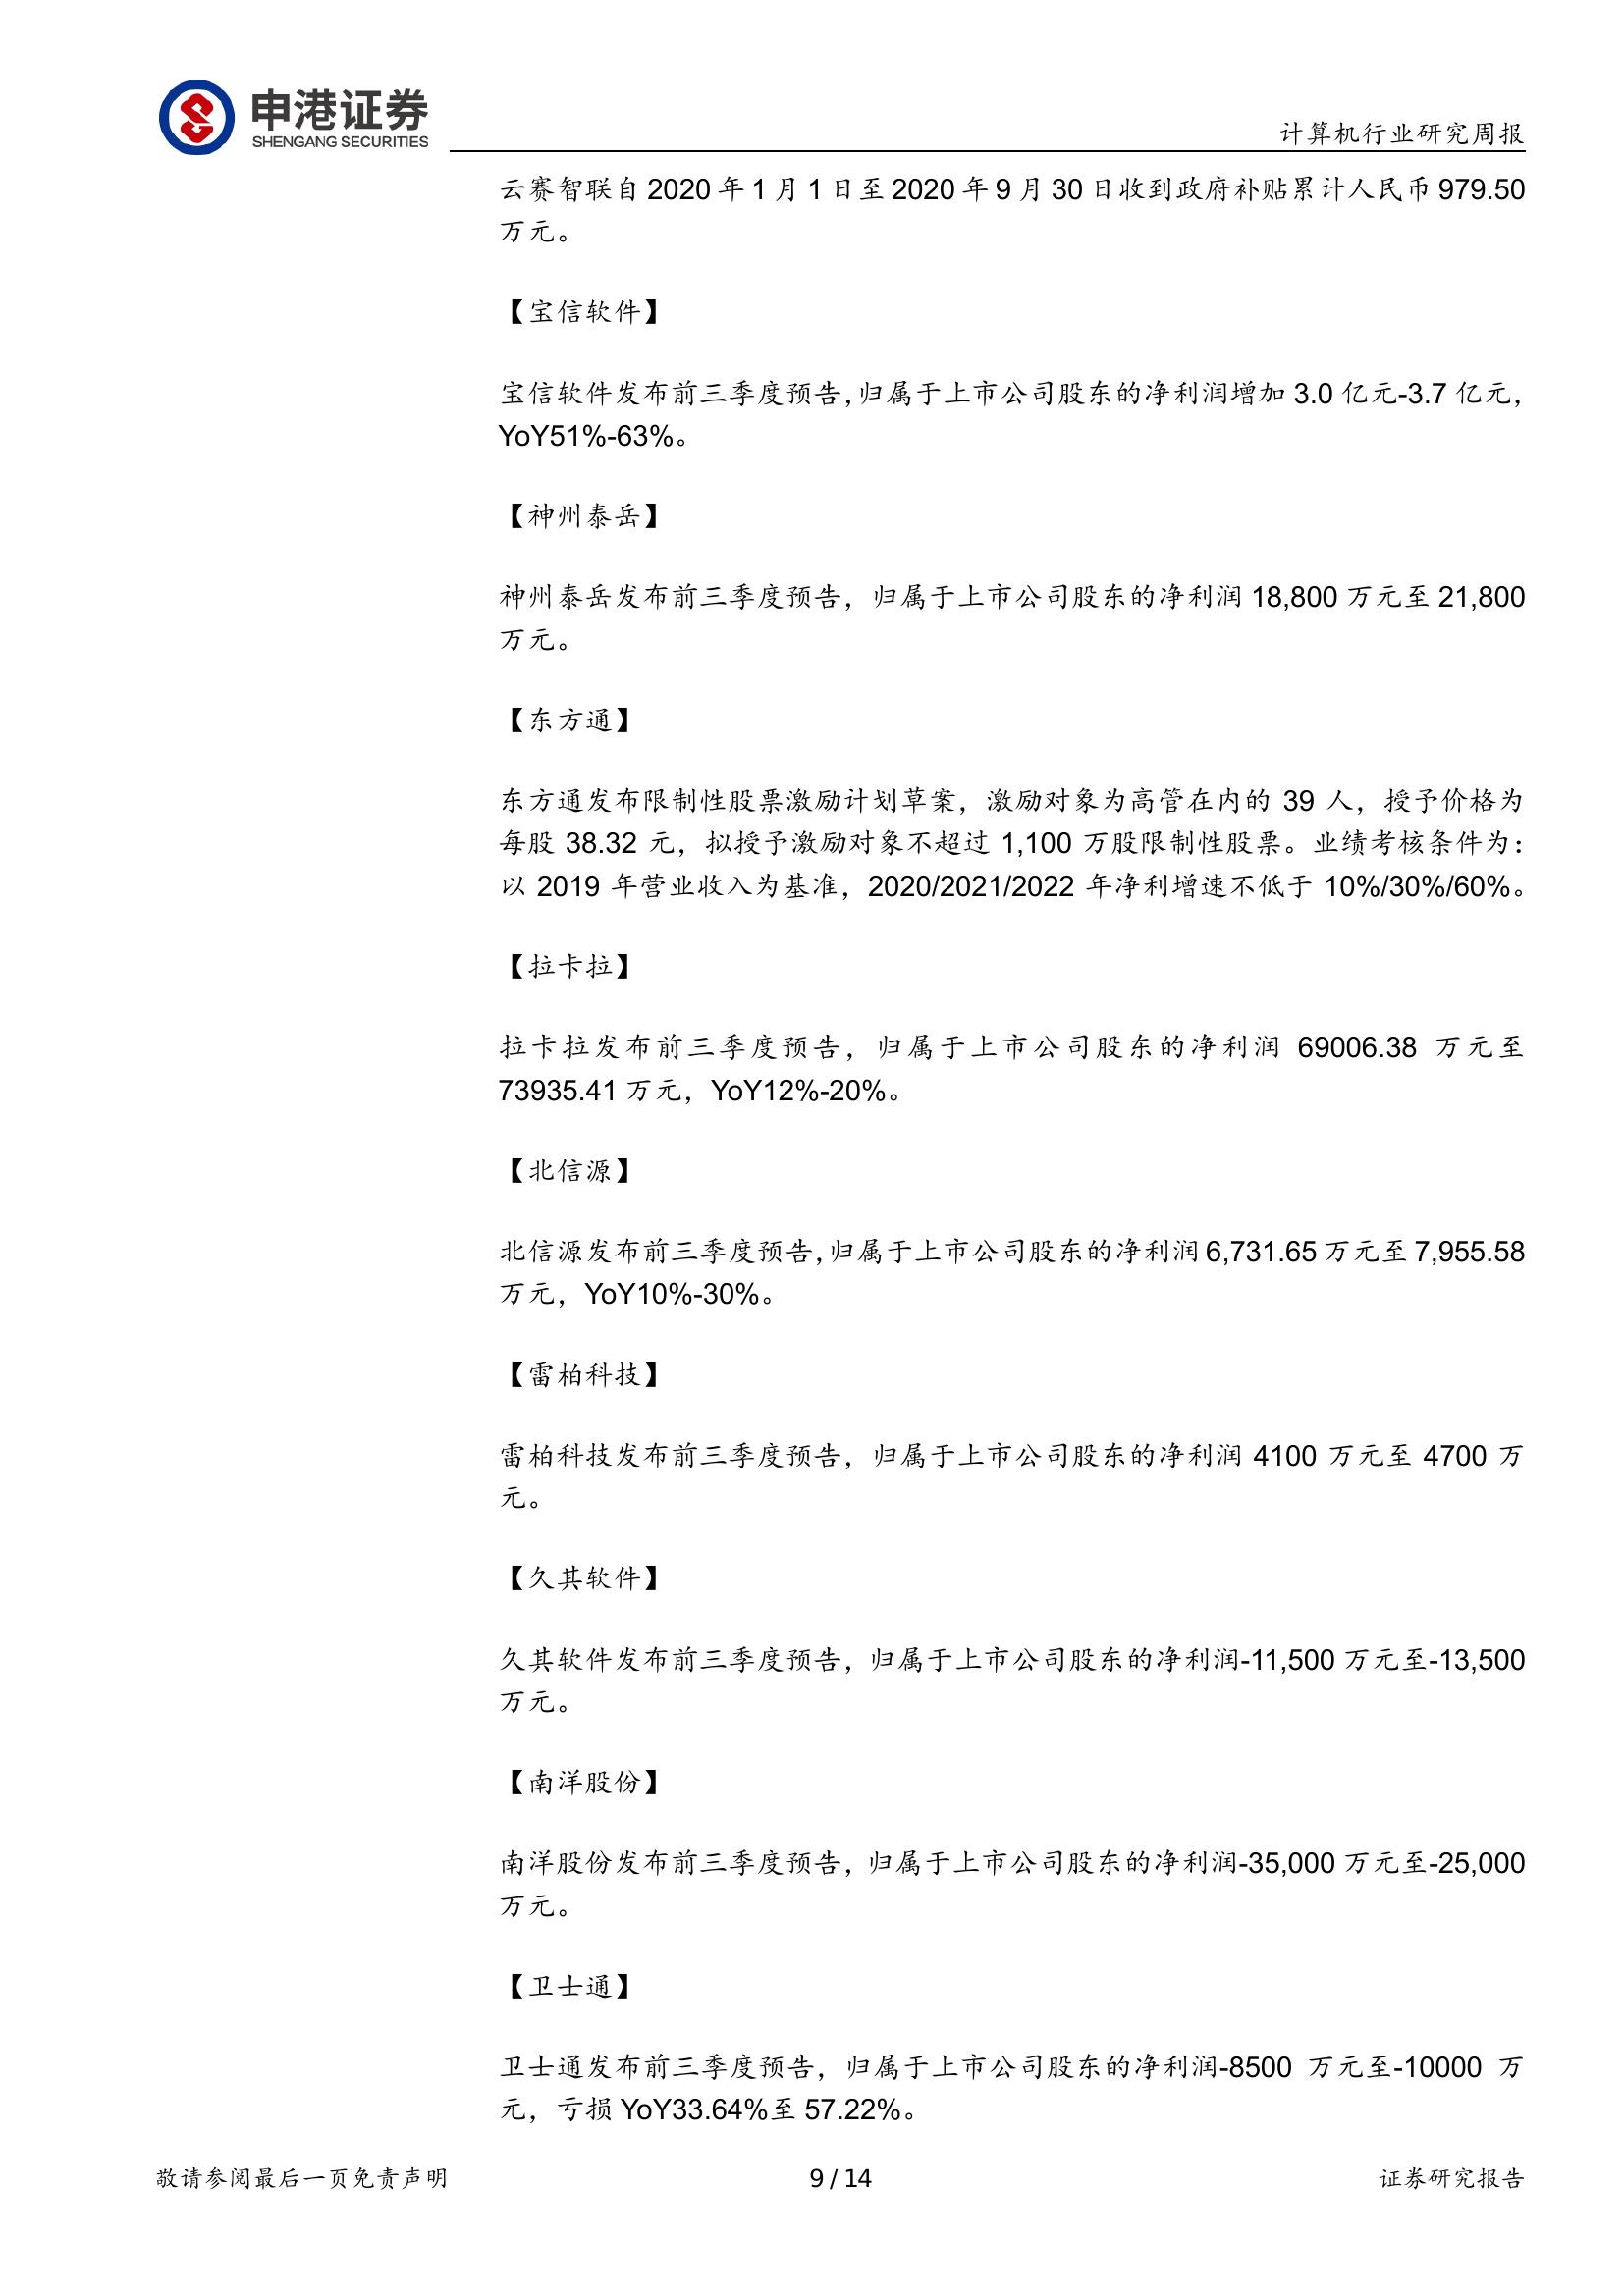 申港证券
SHENGANG SECURITIES
计算机行业研究周报
云赛智联自 2020 年 1 月 1 日至 2020 年 9 月 30 日收到政府补贴累计人民币 979.50
万元。
【宝信软件】
宝信软件发布前三季度预告，归属于上市公司股东的净利润增加 3.0 亿元-3.7 亿元，
YoY51%-63%。
【神州泰岳】
神州泰岳发布前三季度预告，归属于上市公司股东的净利润 18,800 万元至 21,800
万元。
【东方通】
东方通发布限制性股票激励计划草案，激励对象为高管在内的 39 人，授予价格为
每股 38.32 元，拟授予激励对象不超过 1,100 万股限制性股票。业绩考核条件为：
以 2019 年营业收入为基准，2020/2021/2022 年净利增速不低于 10%/30%/60%。
【拉卡拉】
拉卡拉发布前三季度预告，归属于上市公司股东的净利润 69006.38 万元至
73935.41 万元，YoY12%-20%。
【北信源】
北信源发布前三季度预告，归属于上市公司股东的净利润 6,731.65 万元至 7,955.58
万元，YoY10%-30%。
【雷柏科技】
雷柏科技发布前三季度预告，归属于上市公司股东的净利润 4100 万元至 4700 万
元。
【久其软件】
久其软件发布前三季度预告，归属于上市公司股东的净利润-11,500 万元至-13,500
万元。
【南洋股份】
南洋股份发布前三季度预告，归属于上市公司股东的净利润-35,000 万元至-25,000
万元。
【卫士通】
卫士通发布前三季度预告，归属于上市公司股东的净利润-8500 万元至-10000 万
元，亏损 YoY33.64%至 57.22%。
敬请参阅最后一页免责声明
9 / 14
证券研究报告